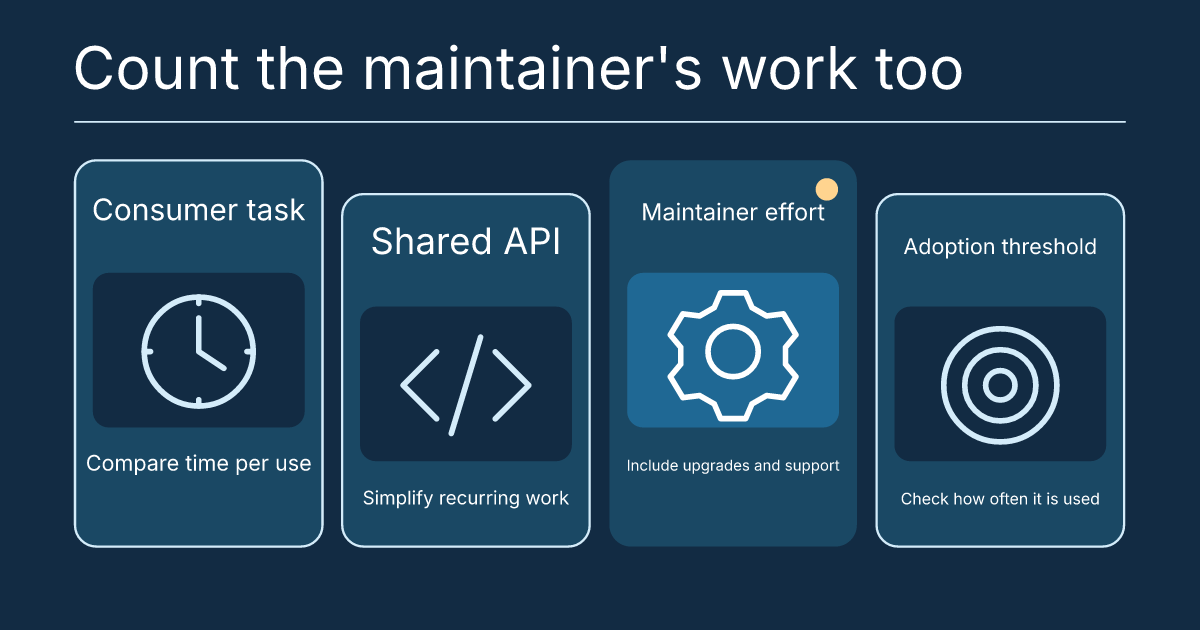 Count the maintainer's work too
Consumer task
Compare time per use
Shared API
Simplify recurring work
Maintainer effort
Include upgrades and support
Adoption threshold
Check how often it is used